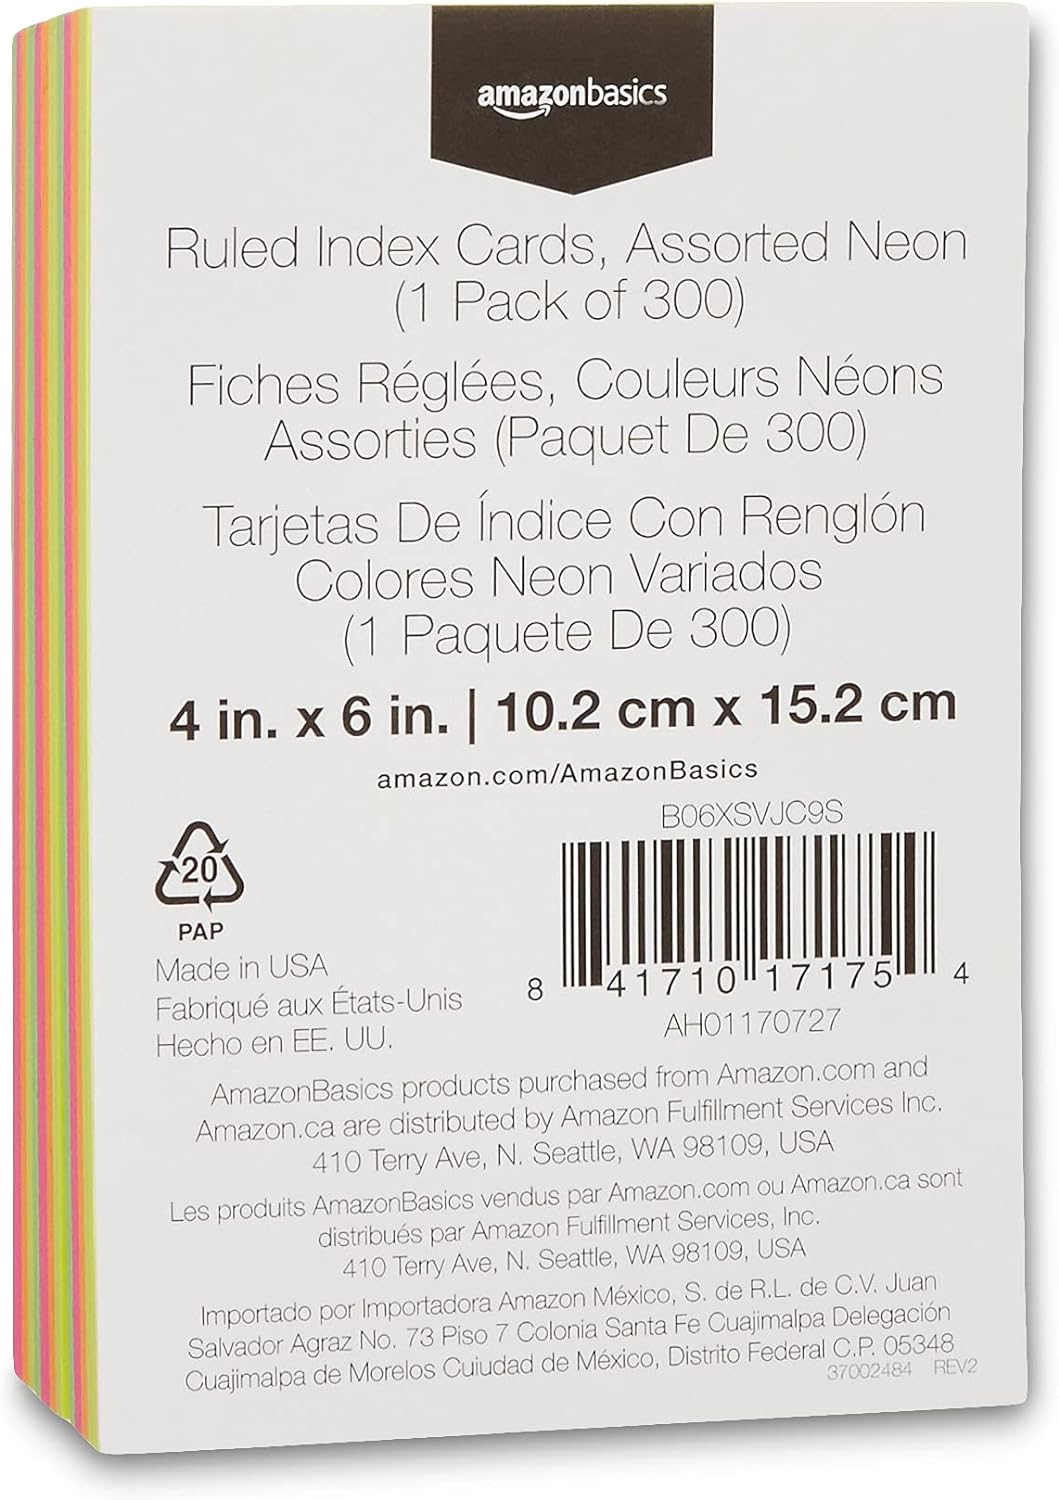 amazonbasics
Ruled Index Cards, Assorted Neon
(1 Pack of 300)
Fiches Réglées, Couleurs Néons
Assorties (Paquet De 300)
Tarjetas De Índice Con Renglón
Colores Neon Variados
(1 Paquete De 300)
4 in. x 6 in. | 10.2 cm x 15.2 cm
amazon.com/AmazonBasics
B06XSVJC9S
20
PAP
8 41710 17175 4
AH01170727
Made in USA
Fabriqué aux États-Unis
Hecho en EE. UU.
AmazonBasics products purchased from Amazon.com and
Amazon.ca are distributed by Amazon Fulfillment Services Inc.
410 Terry Ave, N. Seattle, WA 98109, USA
Les produits AmazonBasics vendus par Amazon.com ou Amazon.ca sont
distribués par Amazon Fulfillment Services, Inc.
410 Terry Ave, N. Seattle, WA 98109, USA
Importado por Importadora Amazon México, S. de R.L. de C.V. Juan
Salvador Agraz No. 73 Piso 7 Colonia Santa Fe Cuajimalpa Delegación
Cuajimalpa de Morelos Cuiudad de México, Distrito Federal C.P. 05348
37002484 REV2